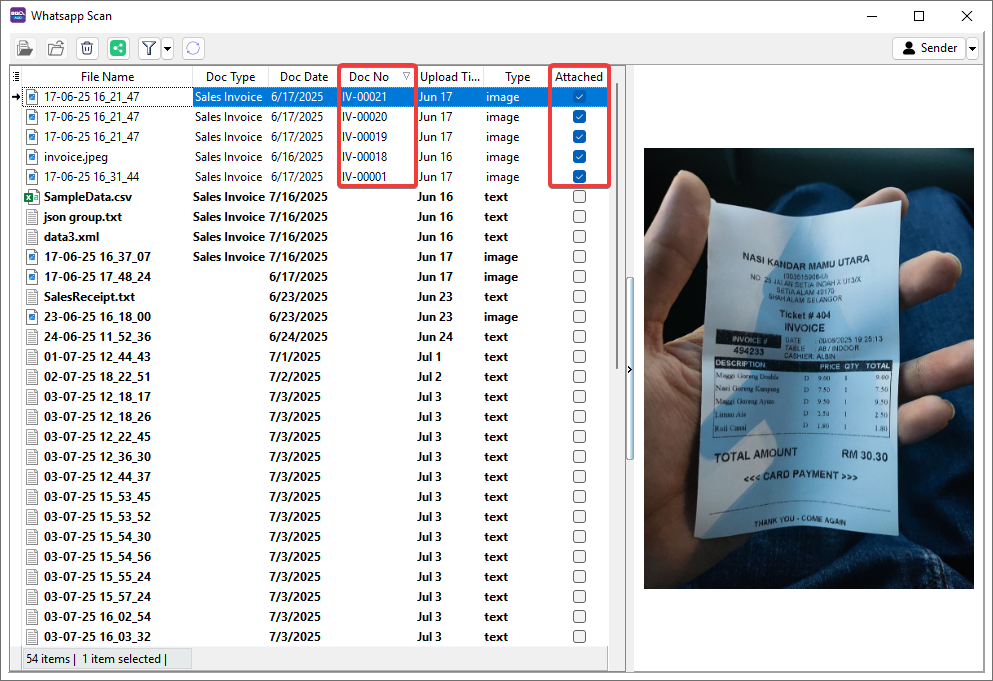 Whatsapp Scan
Sender
File Name Doc Type Doc Date Doc No Upload Ti... Type Attached
17-06-25 16_21_47 Sales Invoice 6/17/2025 IV-00021 Jun 17 image
17-06-25 16_21_47 Sales Invoice 6/17/2025 IV-00020 Jun 17 image
17-06-25 16_21_47 Sales Invoice 6/17/2025 IV-00019 Jun 17 image
invoice.jpeg Sales Invoice 6/16/2025 IV-00018 Jun 16 image
17-06-25 16_31_44 Sales Invoice 6/17/2025 IV-00001 Jun 17 image
SampleData.csv Sales Invoice 7/16/2025 Jun 16 text
json group.txt Sales Invoice 7/16/2025 Jun 16 text
data3.xml Sales Invoice 7/16/2025 Jun 16 text
17-06-25 16_37_07 Sales Invoice 7/16/2025 Jun 17 image
17-06-25 17_48_24 6/17/2025 Jun 17 image
SalesReceipt.txt 6/23/2025 Jun 23 text
23-06-25 16_18_00 6/23/2025 Jun 23 image
24-06-25 11_52_36 6/24/2025 Jun 24 text
01-07-25 12_44_43 7/1/2025 Jul 1 text
02-07-25 18_22_51 7/2/2025 Jul 2 text
03-07-25 12_18_17 7/3/2025 Jul 3 text
03-07-25 12_18_26 7/3/2025 Jul 3 text
03-07-25 12_22_45 7/3/2025 Jul 3 text
03-07-25 12_36_30 7/3/2025 Jul 3 text
03-07-25 12_44_37 7/3/2025 Jul 3 text
03-07-25 15_53_45 7/3/2025 Jul 3 text
03-07-25 15_53_52 7/3/2025 Jul 3 text
03-07-25 15_54_30 7/3/2025 Jul 3 text
03-07-25 15_54_56 7/3/2025 Jul 3 text
03-07-25 15_55_24 7/3/2025 Jul 3 text
03-07-25 15_57_24 7/3/2025 Jul 3 text
03-07-25 16_02_54 7/3/2025 Jul 3 text
03-07-25 16_03_32 7/3/2025 Jul 3 text
54 items | 1 item selected |
NASI KANDAR MAMU UTARA
NO. 25 JALAN SETIA INDAH X U13/X
SETIA ALAM 40170
SHAH ALAM SELANGOR
Ticket # 404
INVOICE
INVOICE # DATE : 08/06/2025 19:25:13
494233 TABLE : A8 / INDOOR
CASHIER: ALBIN
DESCRIPTION PRICE QTY TOTAL
Maggi Goreng Double D 9.00 1 9.00
Nasi Goreng Kampung D 7.50 1 7.50
Maggi Goreng Ayam D 9.50 1 9.50
Limau Ais D 2.50 1 2.50
Roti Canai D 1.80 1 1.80
TOTAL AMOUNT RM 30.30
<<< CARD PAYMENT >>>
THANK YOU - COME AGAIN